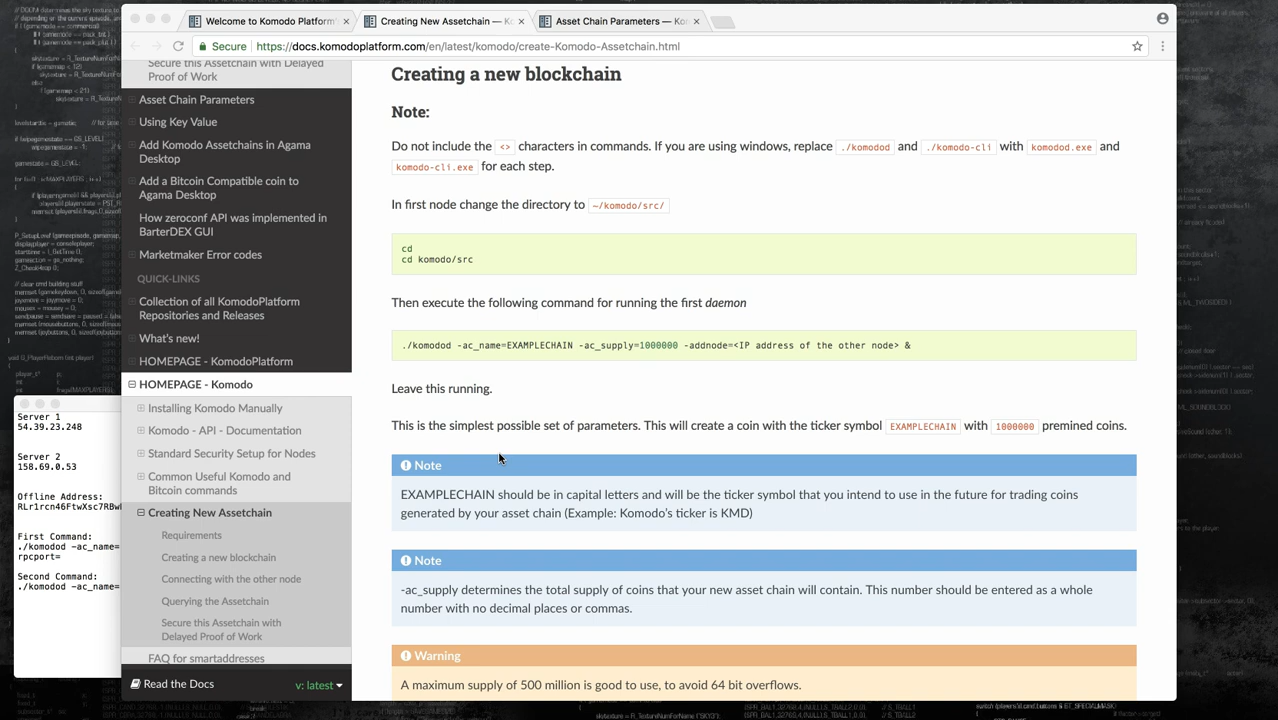 Welcome to Komodo Platform'
Creating New Assetchain — Ko
Asset Chain Parameters — Kom
Secure https://docs.komodoplatform.com/en/latest/komodo/create-Komodo-Assetchain.html
Secure this Assetchain with Delayed
Proof of Work
Asset Chain Parameters
Using Key Value
Add Komodo Assetchains in Agama
Desktop
Add a Bitcoin Compatible coin to
Agama Desktop
How zeroconf API was implemented in
BarterDEX GUI
Marketmaker Error codes
QUICK-LINKS
Collection of all KomodoPlatform
Repositories and Releases
What's new!
HOMEPAGE - KomodoPlatform
HOMEPAGE - Komodo
Installing Komodo Manually
Komodo - API - Documentation
Standard Security Setup for Nodes
Common Useful Komodo and
Bitcoin commands
Creating New Assetchain
Requirements
Creating a new blockchain
Connecting with the other node
Querying the Assetchain
Secure this Assetchain with
Delayed Proof of Work
FAQ for smartaddresses
Read the Docs v: latest
Creating a new blockchain
Note:
Do not include the <> characters in commands. If you are using windows, replace ./komodod and ./komodo-cli with komodod.exe and
komodo-cli.exe for each step.
In first node change the directory to ~/komodo/src/
cd
cd komodo/src
Then execute the following command for running the first daemon
./komodod -ac_name=EXAMPLECHAIN -ac_supply=1000000 -addnode=<IP address of the other node> &
Leave this running.
This is the simplest possible set of parameters. This will create a coin with the ticker symbol EXAMPLECHAIN with 1000000 premined coins.
Note
EXAMPLECHAIN should be in capital letters and will be the ticker symbol that you intend to use in the future for trading coins
generated by your asset chain (Example: Komodo's ticker is KMD)
Note
-ac_supply determines the total supply of coins that your new asset chain will contain. This number should be entered as a whole
number with no decimal places or commas.
Warning
A maximum supply of 500 million is good to use, to avoid 64 bit overflows.
Server 1
54.39.23.248
Server 2
158.69.0.53
Offline Address:
RLr1rcn46FtwXsc7RBw
First Command:
./komodod -ac_name=
rpcport=
Second Command:
./komodod -ac_name=